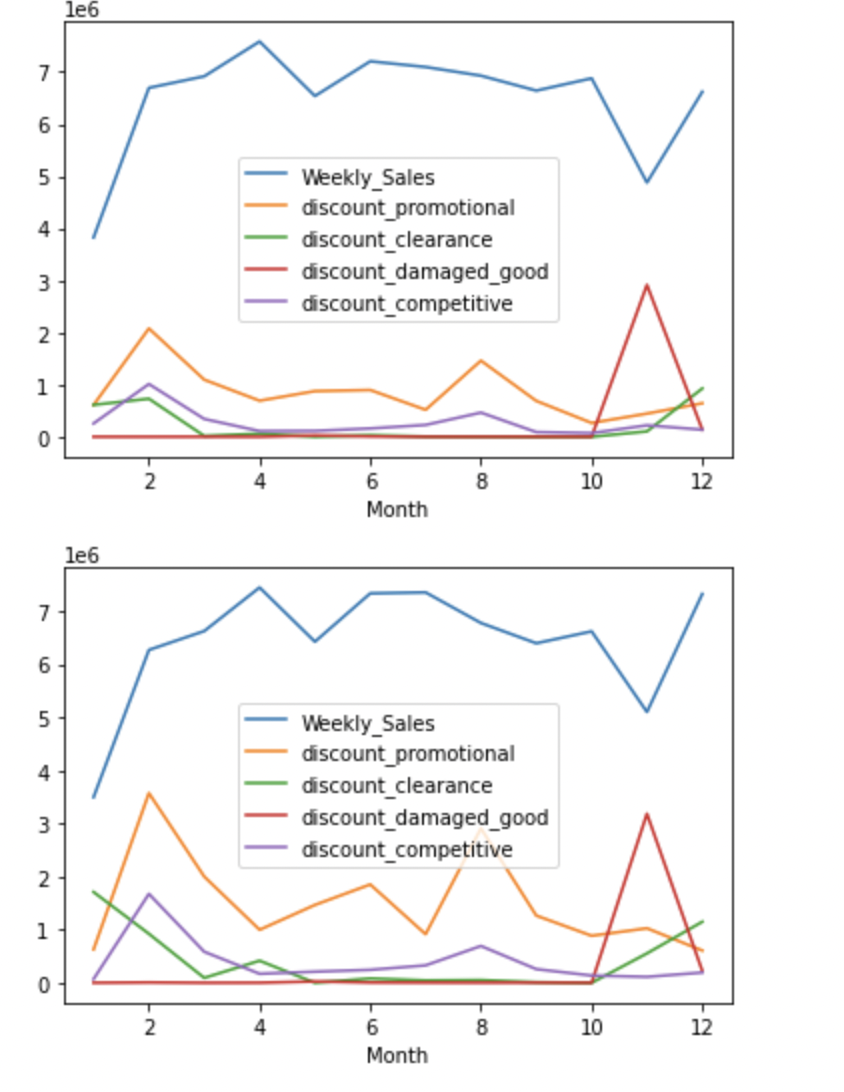 1e6
7
6
5
4
3
2
1
0
Weekly_Sales
discount_promotional
discount_clearance
discount_damaged_good
discount_competitive
2 4 6 8 10 12
Month
1e6
7
6
5
4
3
2
1
0
Weekly_Sales
discount_promotional
discount_clearance
discount_damaged_good
discount_competitive
2 4 6 8 10 12
Month